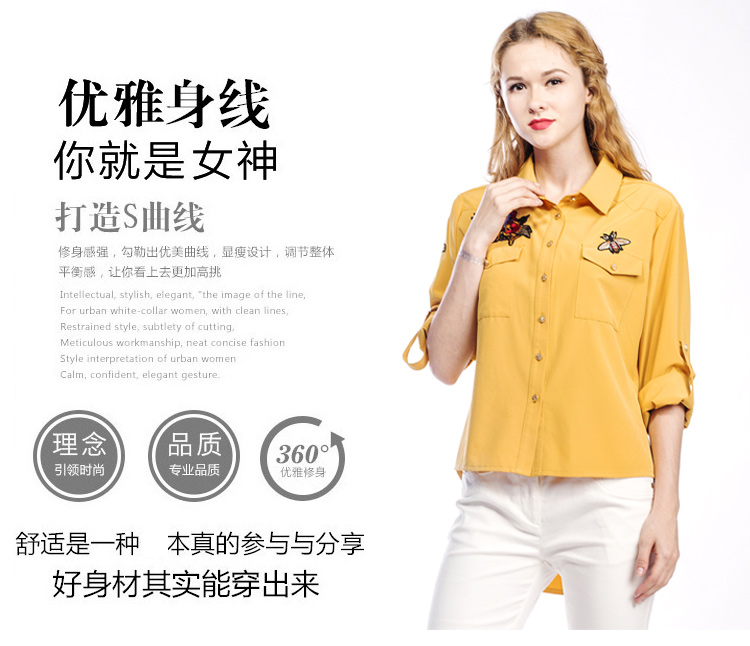 优雅身线
你就是女神
打造S曲线
修身感强，勾勒出优美曲线，显瘦设计，调节整体
平衡感，让你看上去更加高挑
Intellectual, stylish, elegant, "the image of the line,
For urban white-collar women, with clean lines,
Restrained style, subtlety of cutting,
Meticulous workmanship, neat concise fashion
Style interpretation of urban women
Calm, confident, elegant gesture.
理念
引领时尚
品质
专业品质
360°
优雅修身
舒适是一种 本真的参与与分享
好身材其实能穿出来